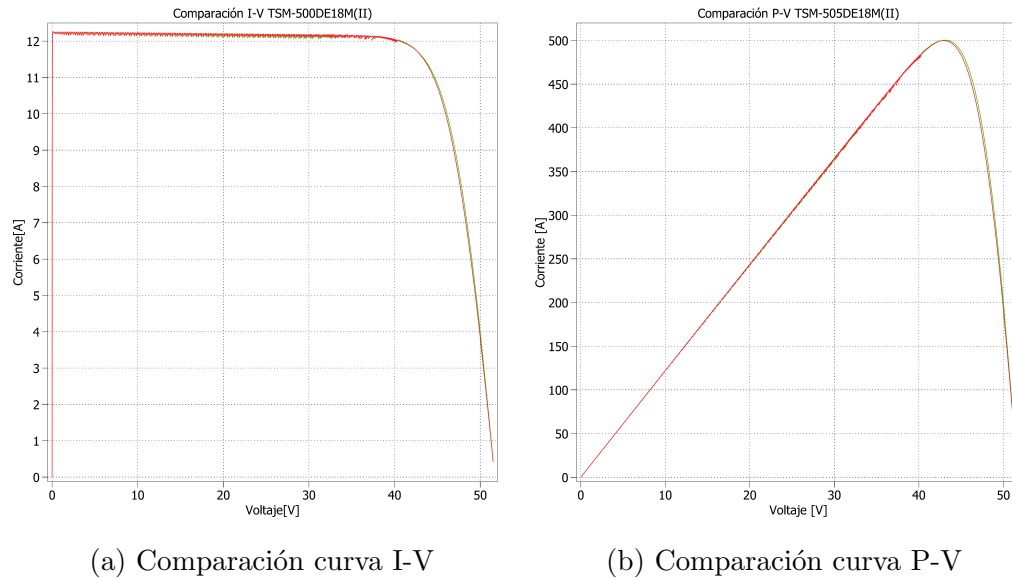 Comparación I-V TSM-500DE18M(II)
12
11
10
9
8
7
6
5
4
3
2
1
0
Corriente[A]
0 10 20 30 40 50
Voltaje[V]
(a) Comparación curva I-V
Comparación P-V TSM-505DE18M(II)
500
450
400
350
300
250
200
150
100
50
0
Corriente [A]
0 10 20 30 40 50
Voltaje [V]
(b) Comparación curva P-V